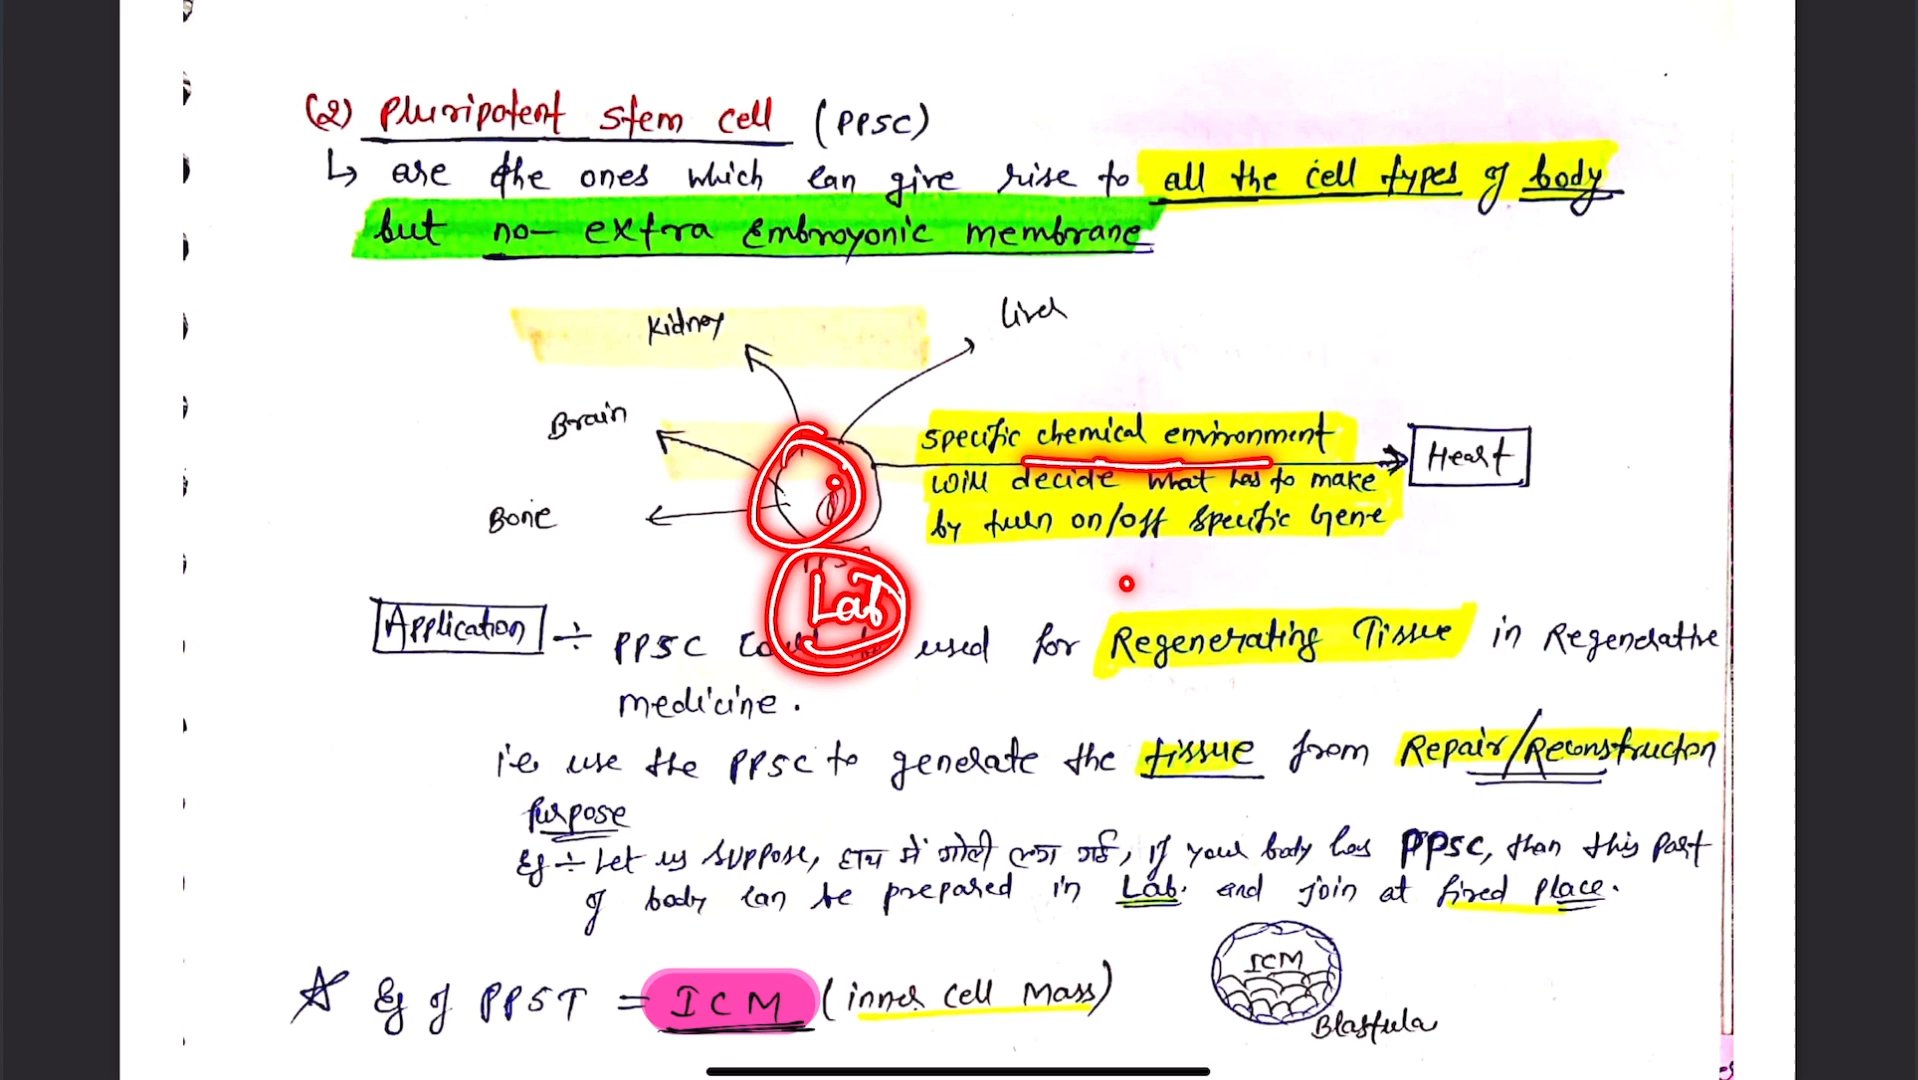 (2) Pluripotent stem cell (PPSC)
↳ are the ones which can give rise to all the cell types of body
but no- extra Embroyonic membrane
Kidney
Liver
Brain
Bone
specific chemical environment
will decide what has to make
by turn on/off specific Gene
Heart
Lab
Application ÷ PPSC used for Regenerating Tissue in Regenerative
medicine.
i.e use the PPSC to generate the tissue from Repair/Reconstructon
Purpose
Eg ÷ Let us suppose, हाथ में गोली लग गई, if your body has PPSC, than this part
of body can be prepared in Lab. and join at fired place.
☆ Eg of PPST = ICM (inner cell Mass)
ICM
Blastula